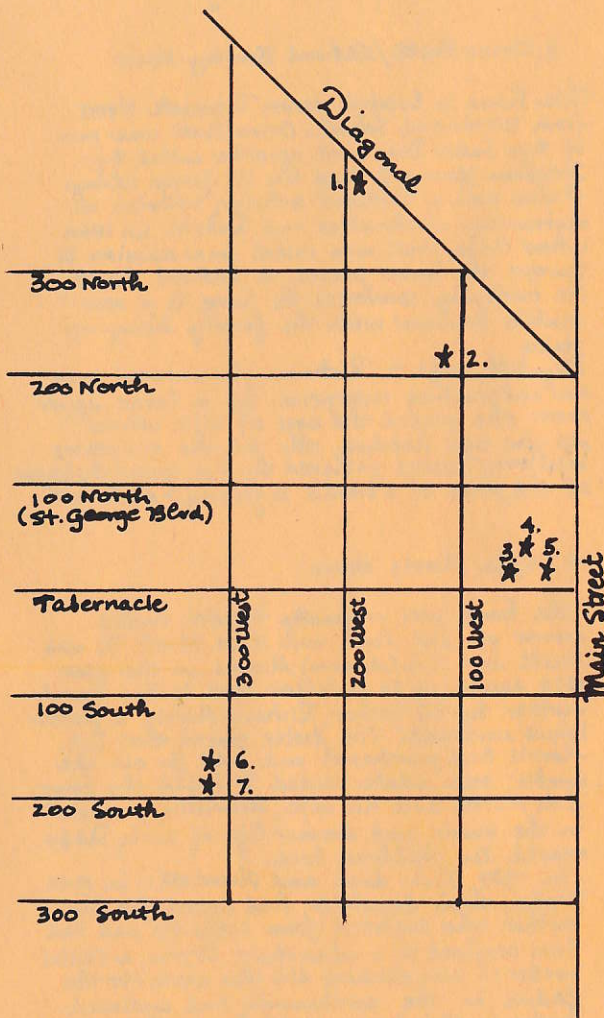 Diagonal
1. ★
300 North
★ 2.
200 North
100 North
(St. George Blvd)
4.
3. ★ 5.
★ ★
Tabernacle
300 West
200 West
100 West
Main Street
100 South
★ 6.
★ 7.
200 South
300 South